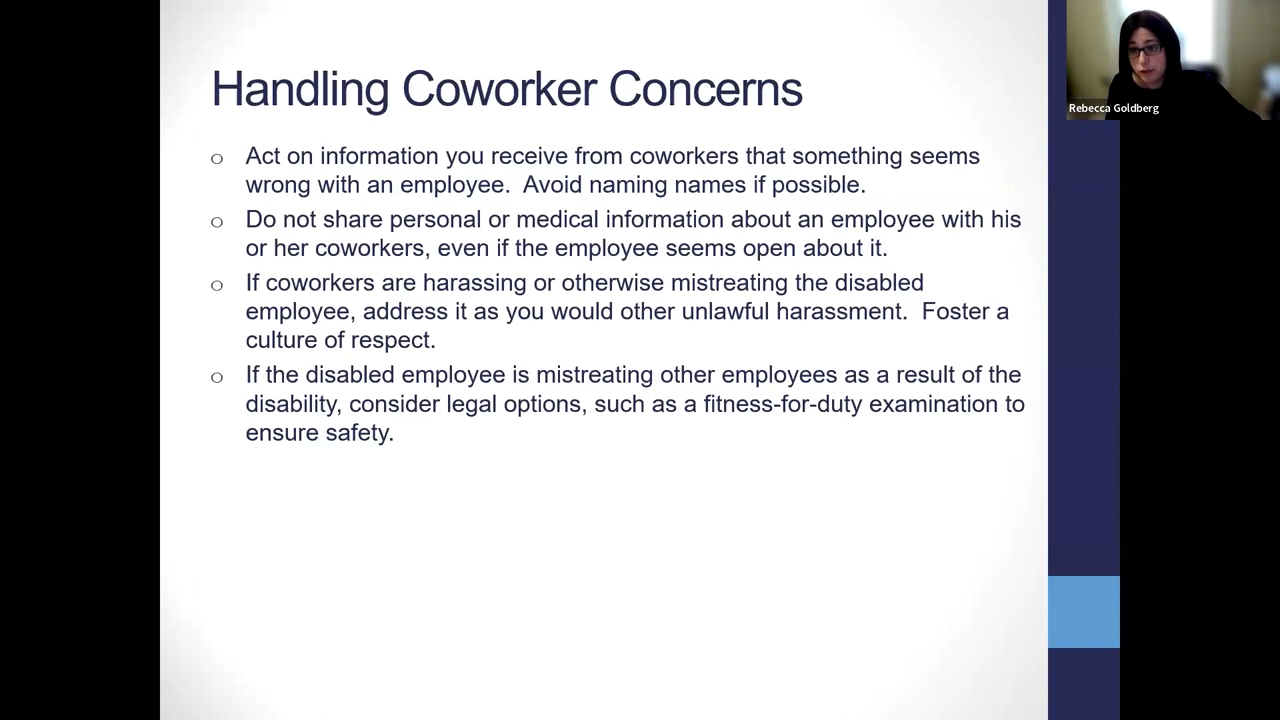 Handling Coworker Concerns
Rebecca Goldberg
o Act on information you receive from coworkers that something seems
wrong with an employee.  Avoid naming names if possible.
o Do not share personal or medical information about an employee with his
or her coworkers, even if the employee seems open about it.
o If coworkers are harassing or otherwise mistreating the disabled
employee, address it as you would other unlawful harassment.  Foster a
culture of respect.
o If the disabled employee is mistreating other employees as a result of the
disability, consider legal options, such as a fitness-for-duty examination to
ensure safety.